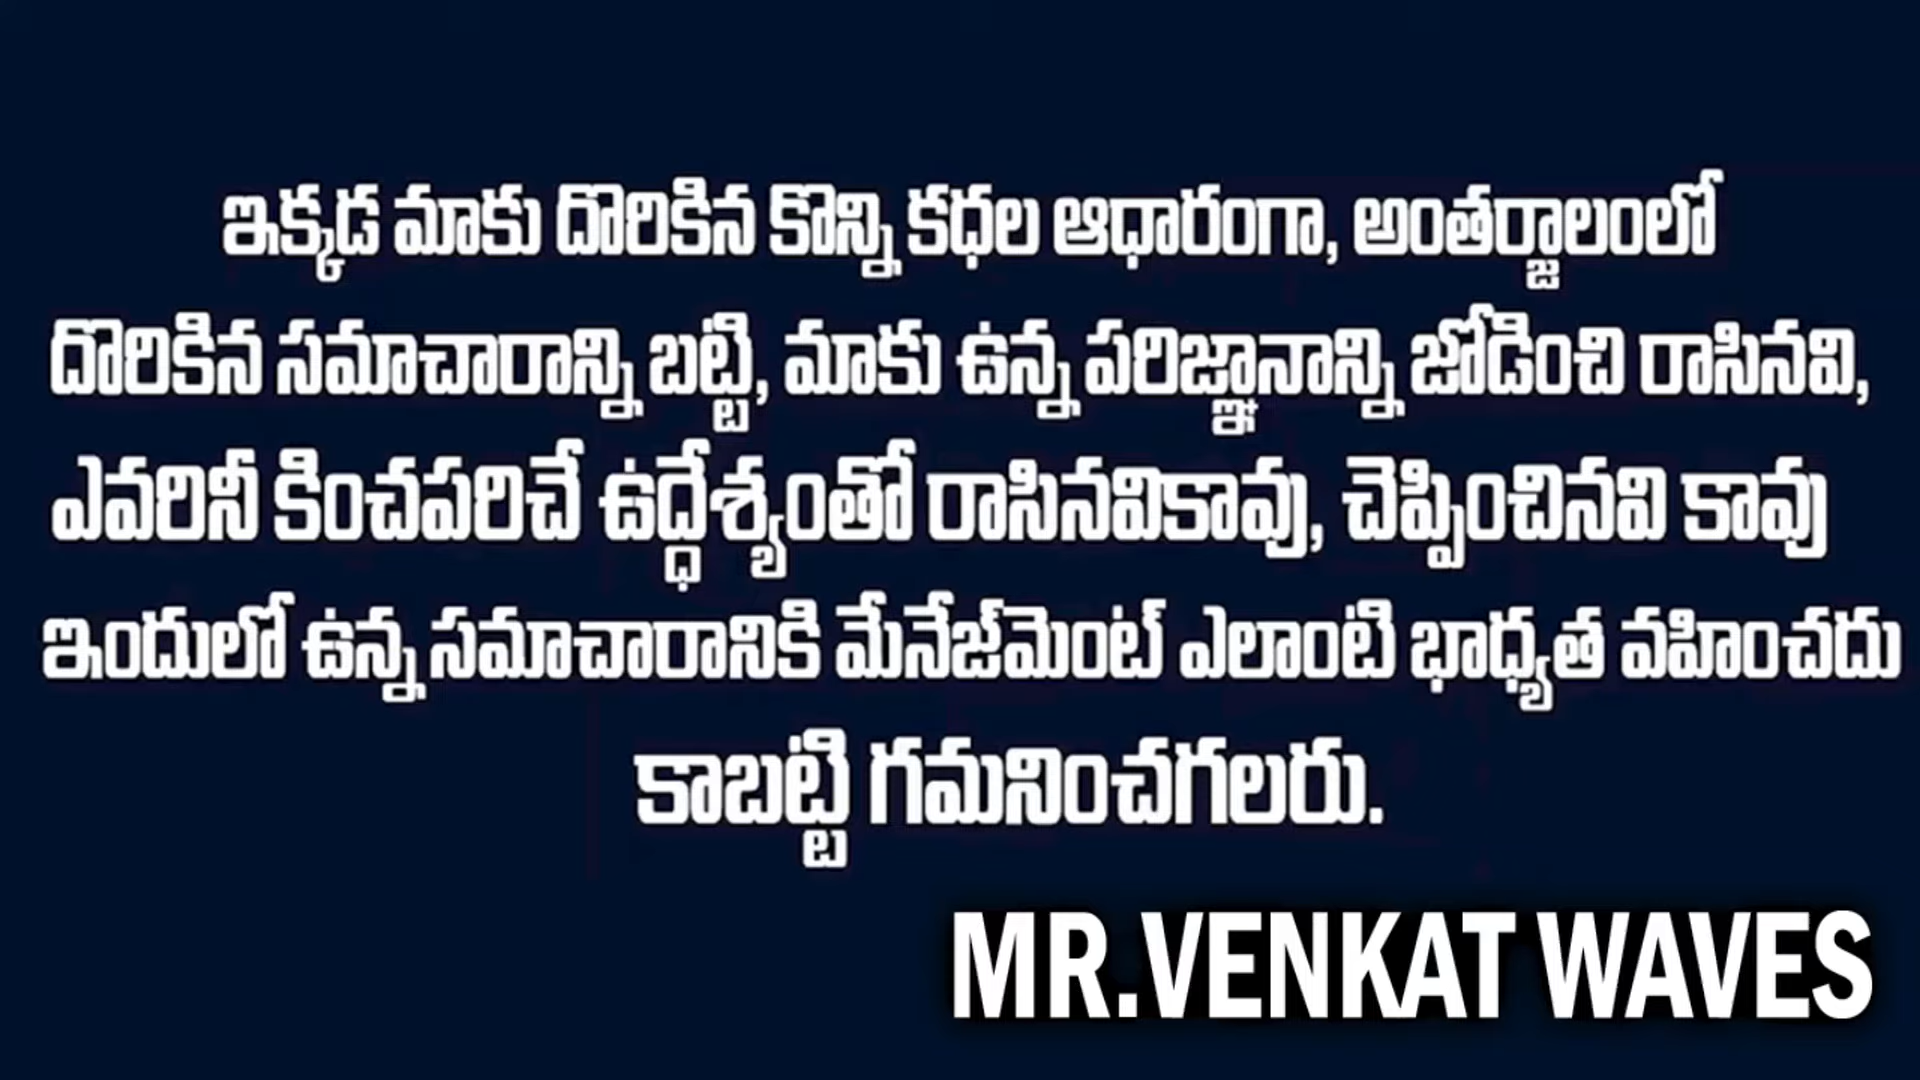 ఇక్కడ మాకు దొరికిన కొన్ని కధల ఆధారంగా, అంతర్జాలంలో
దొరికిన సమాచారాన్ని బట్టి, మాకు ఉన్న పరిజ్ఞానాన్ని జోడించి రాసినవి,
ఎవరినీ కించపరిచే ఉద్ధేశ్యంతో రాసినవికావు, చెప్పించినవి కావు
ఇందులో ఉన్న సమాచారానికి మేనేజ్‌మెంట్ ఎలాంటి భాధ్యత వహించదు
కాబట్టి గమనించగలరు.
MR.VENKAT WAVES